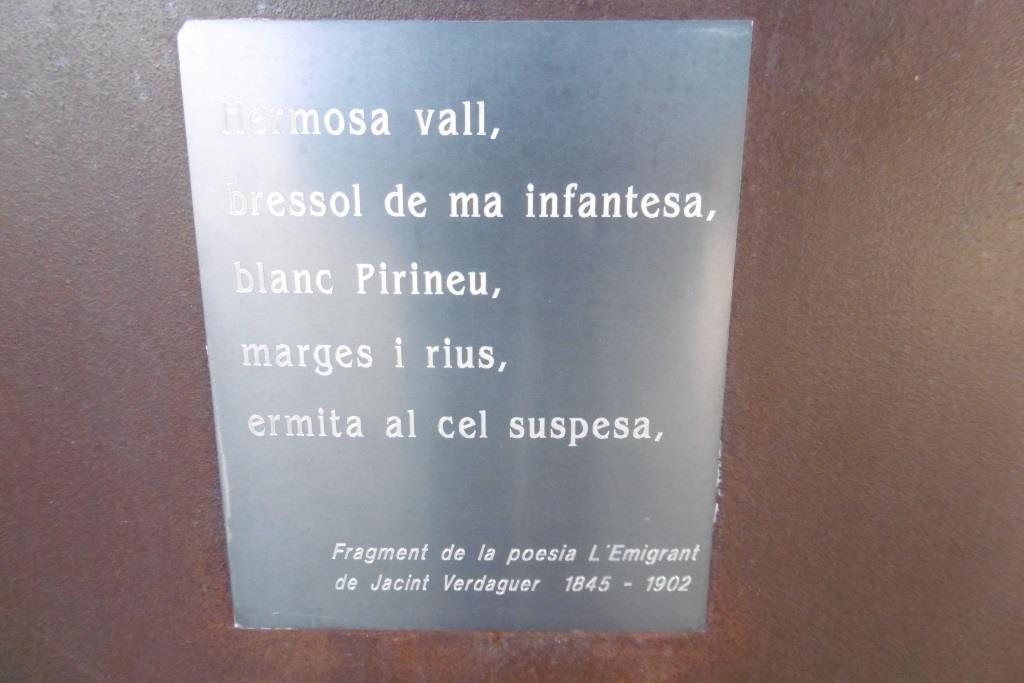 Hermosa vall,
bressol de ma infantesa,
blanc Pirineu,
marges i rius,
ermita al cel suspesa,
Fragment de la poesia L'Emigrant
de Jacint Verdaguer 1845 - 1902